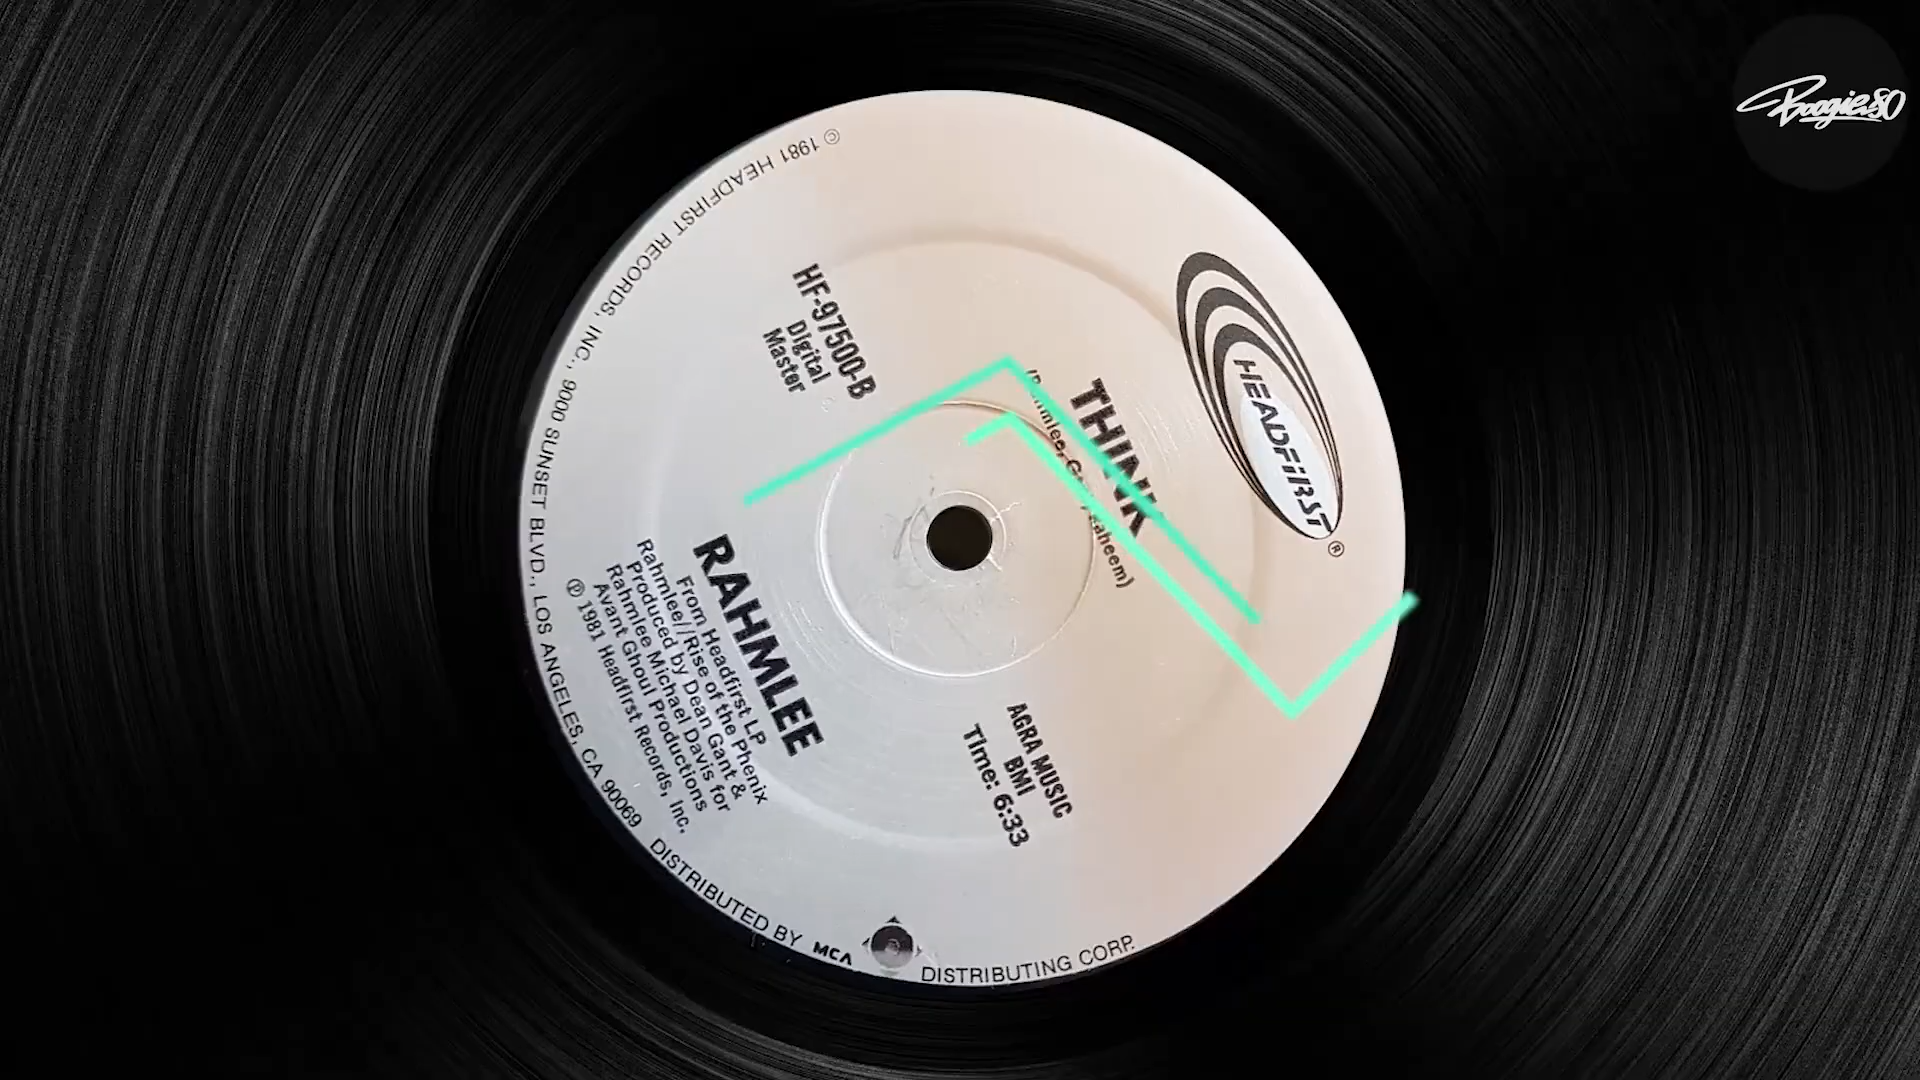 Boogie80
HEADFIRST®
THINK
HF-97500-B
Digital
Master
AGRA MUSIC
BMI
Time: 6:33
RAHMLEE
From Headfirst LP
Rahmlee//Rise of the Phenix
Produced by Dean Gant &
Rahmlee Michael Davis for
Avant Ghoul Productions
℗ 1981 Headfirst Records, Inc.
© 1981 HEADFIRST RECORDS, INC., 9000 SUNSET BLVD., LOS ANGELES, CA 90069 DISTRIBUTED BY MCA DISTRIBUTING CORP.